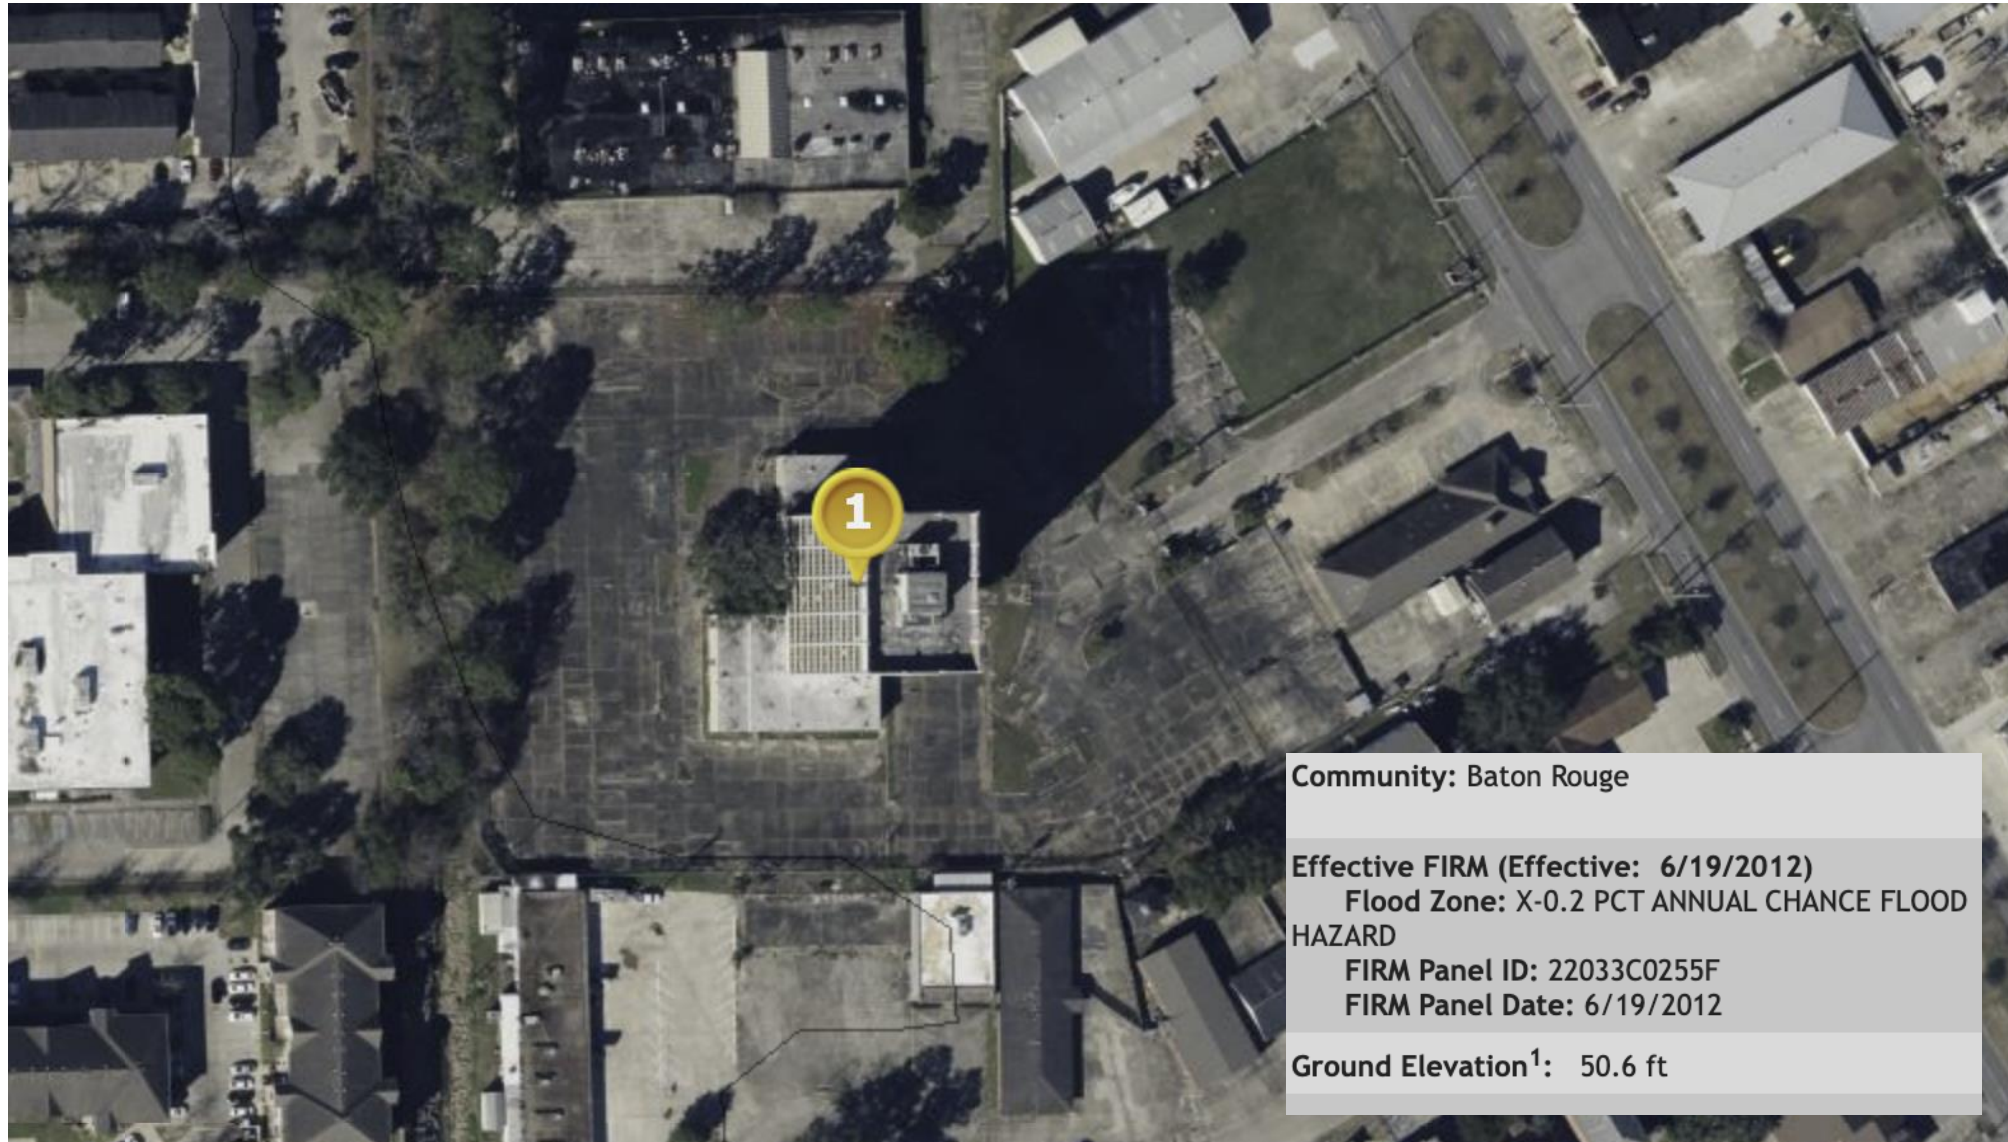 1
Community: Baton Rouge
Effective FIRM (Effective: 6/19/2012)
Flood Zone: X-0.2 PCT ANNUAL CHANCE FLOOD
HAZARD
FIRM Panel ID: 22033C0255F
FIRM Panel Date: 6/19/2012
Ground Elevation1: 50.6 ft